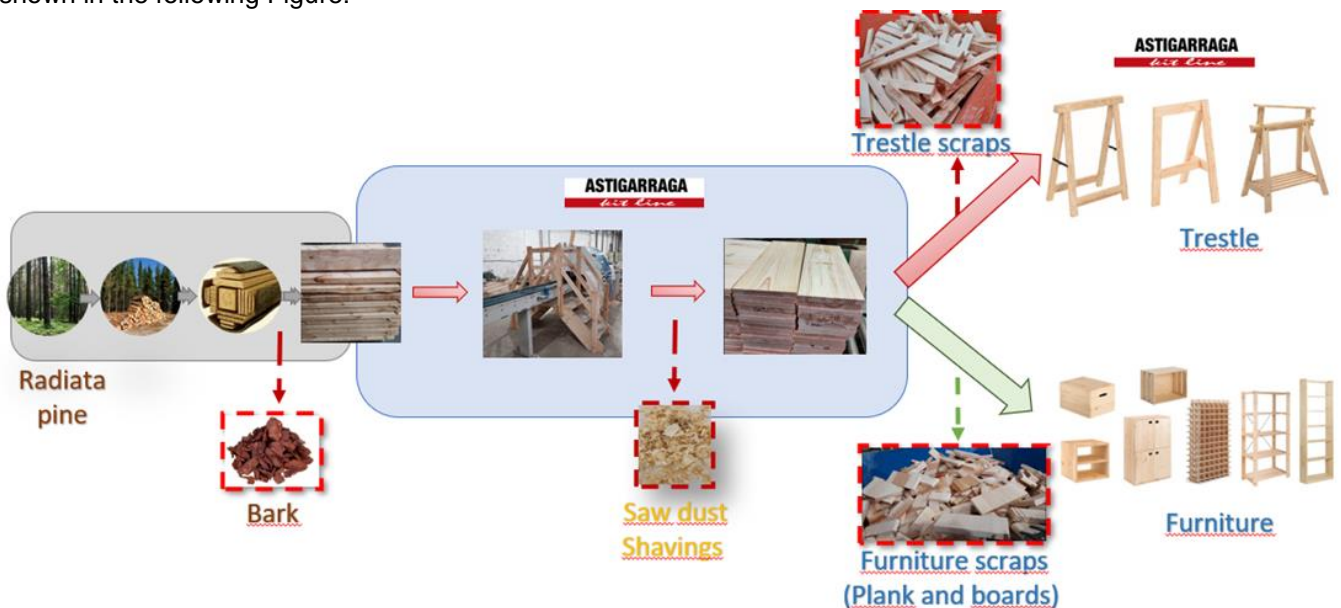 shown in the following Figure.
ASTIGARRAGA
kit line
Trestle scraps
ASTIGARRAGA
kit line
Trestle
Radiata
pine
Bark
Saw dust
Shavings
Furniture scraps
(Plank and boards)
Furniture